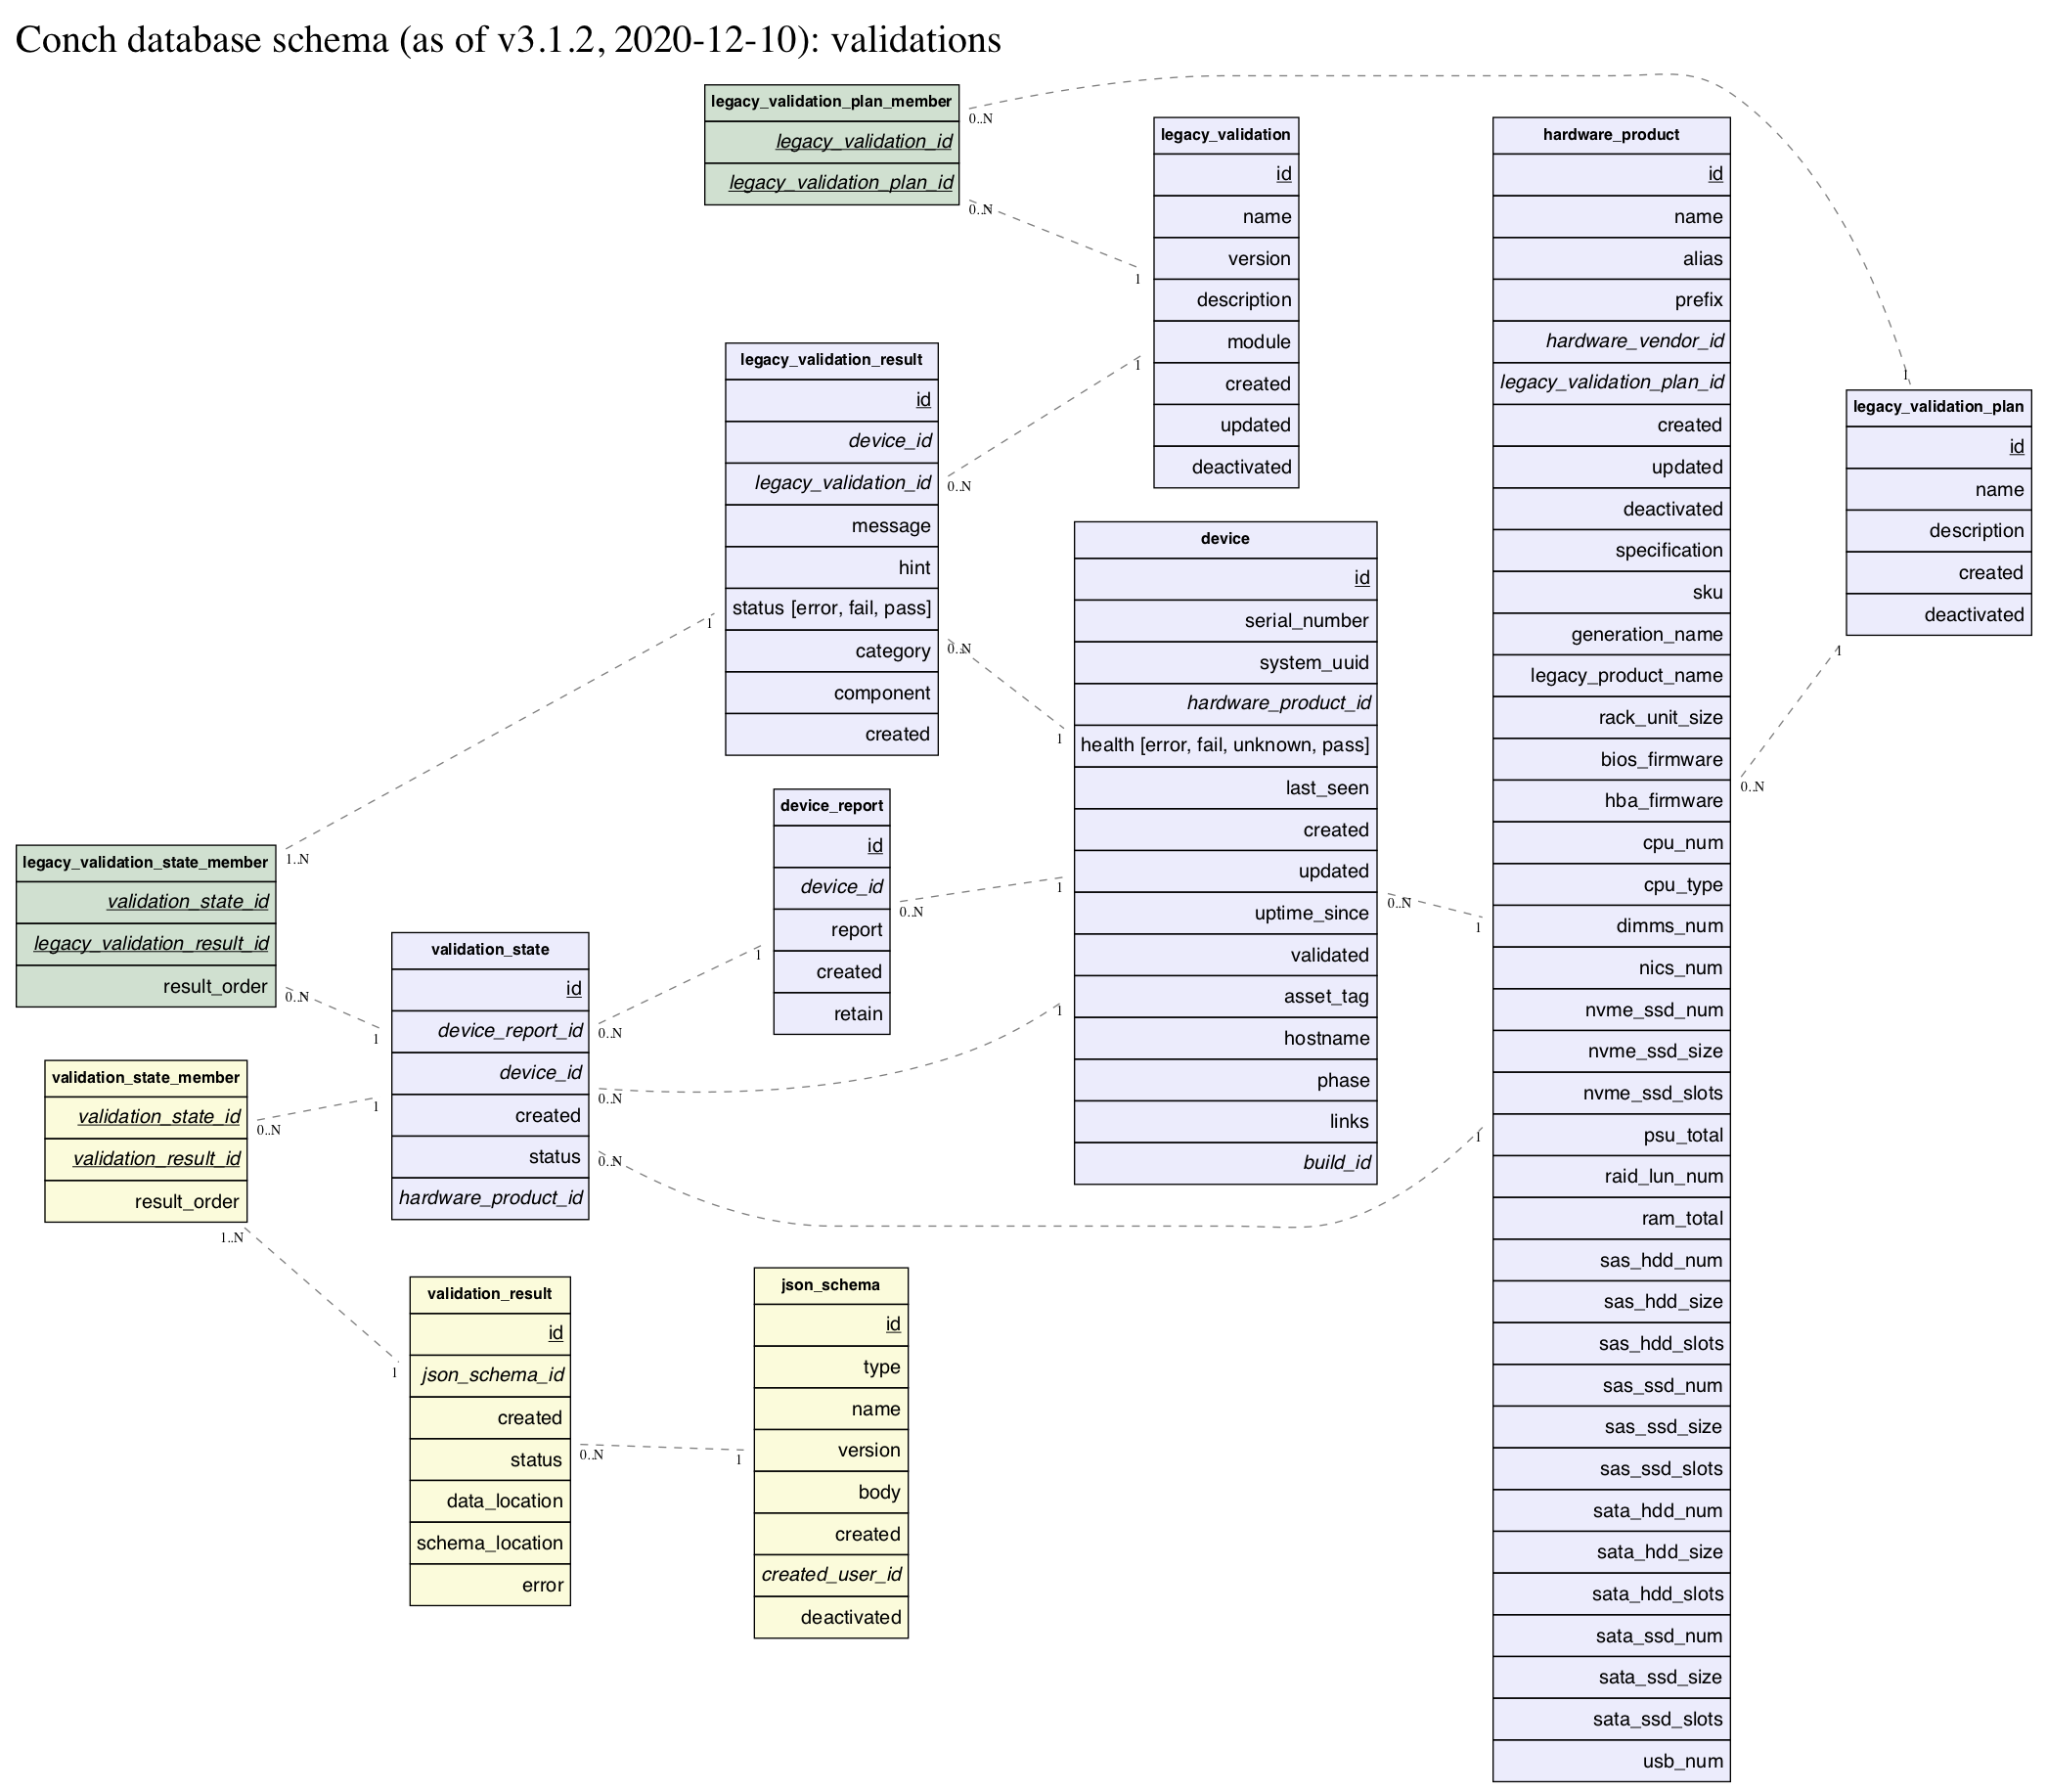 Conch database schema (as of v3.1.2, 2020-12-10): validations
legacy_validation_plan_member
legacy_validation_id
legacy_validation_plan_id
0..N
0..N
1
1
legacy_validation
id
name
version
description
module
created
updated
deactivated
1
hardware_product
id
name
alias
prefix
hardware_vendor_id
legacy_validation_plan_id
created
updated
deactivated
specification
sku
generation_name
legacy_product_name
rack_unit_size
bios_firmware
hba_firmware
cpu_num
cpu_type
dimms_num
nics_num
nvme_ssd_num
nvme_ssd_size
nvme_ssd_slots
psu_total
raid_lun_num
ram_total
sas_hdd_num
sas_hdd_size
sas_hdd_slots
sas_ssd_num
sas_ssd_size
sas_ssd_slots
sata_hdd_num
sata_hdd_size
sata_hdd_slots
sata_ssd_num
sata_ssd_size
sata_ssd_slots
usb_num
legacy_validation_plan
id
name
description
created
deactivated
1
0..N
legacy_validation_result
id
device_id
legacy_validation_id
message
hint
status [error, fail, pass]
category
component
created
0..N
0..N
1
1
device
id
serial_number
system_uuid
hardware_product_id
health [error, fail, unknown, pass]
last_seen
created
updated
uptime_since
validated
asset_tag
hostname
phase
links
build_id
0..N
1
device_report
id
device_id
report
created
retain
0..N
1
legacy_validation_state_member
validation_state_id
legacy_validation_result_id
result_order
1..N
0..N
1
validation_state
id
device_report_id
device_id
created
status
hardware_product_id
0..N
1
0..N
1
0..N
1
validation_state_member
validation_state_id
validation_result_id
result_order
0..N
1
1..N
1
validation_result
id
json_schema_id
created
status
data_location
schema_location
error
0..N
1
json_schema
id
type
name
version
body
created
created_user_id
deactivated